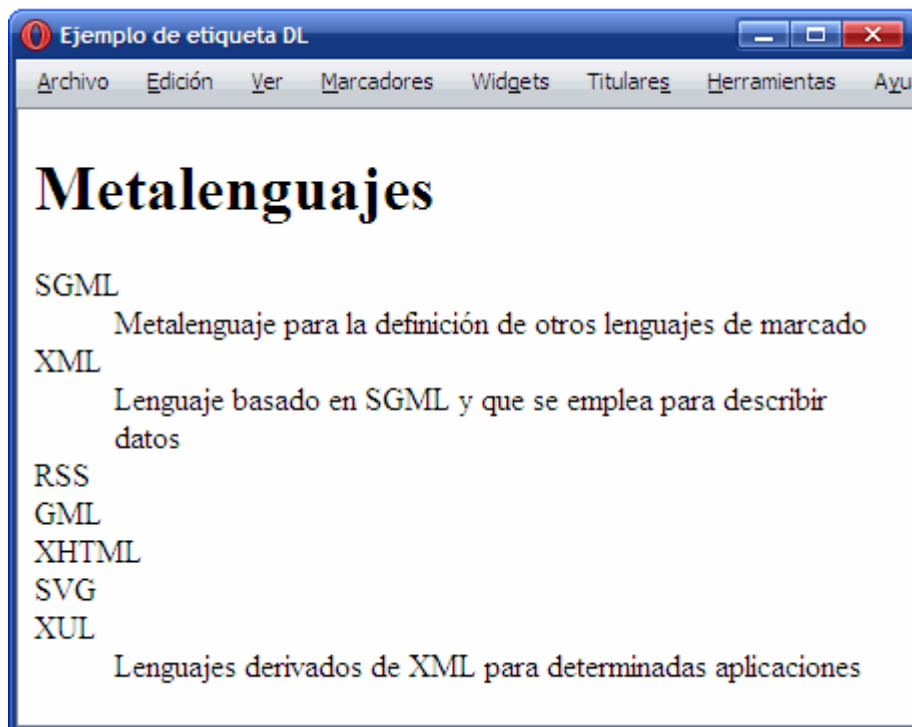 Ejemplo de etiqueta DL
Archivo Edición Ver Marcadores Widgets Titulares Herramientas Ayu
Metalenguajes
SGML
Metalenguaje para la definición de otros lenguajes de marcado
XML
Lenguaje basado en SGML y que se emplea para describir
datos
RSS
GML
XHTML
SVG
XUL
Lenguajes derivados de XML para determinadas aplicaciones